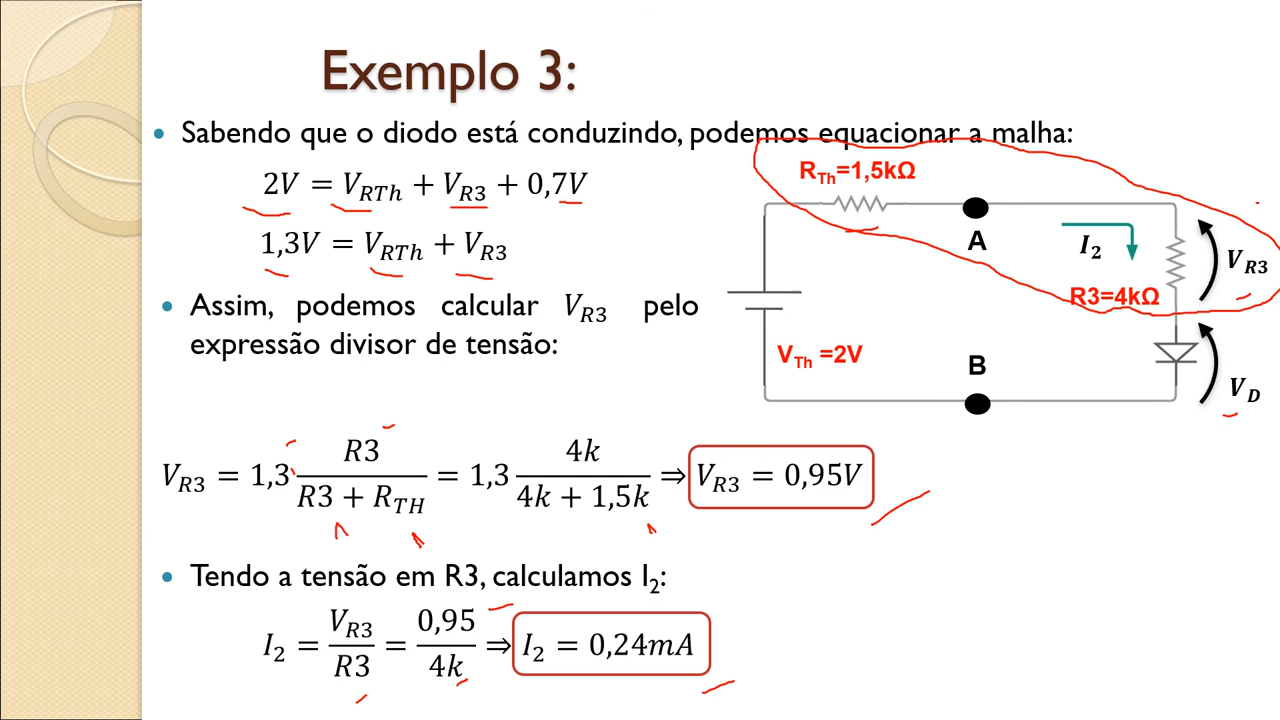 Exemplo 3:
• Sabendo que o diodo está conduzindo, podemos equacionar a malha:
2V = V_RTh + V_R3 + 0,7V
1,3V = V_RTh + V_R3
• Assim, podemos calcular V_R3 pelo
expressão divisor de tensão:
R_Th=1,5kΩ
A
I_2
V_R3
R3=4kΩ
V_Th =2V
B
V_D
V_R3 = 1,3 R3/(R3 + R_TH) = 1,3 4k/(4k + 1,5k) ⇒ V_R3 = 0,95V
• Tendo a tensão em R3, calculamos I_2:
I_2 = V_R3/R3 = 0,95/4k ⇒ I_2 = 0,24mA